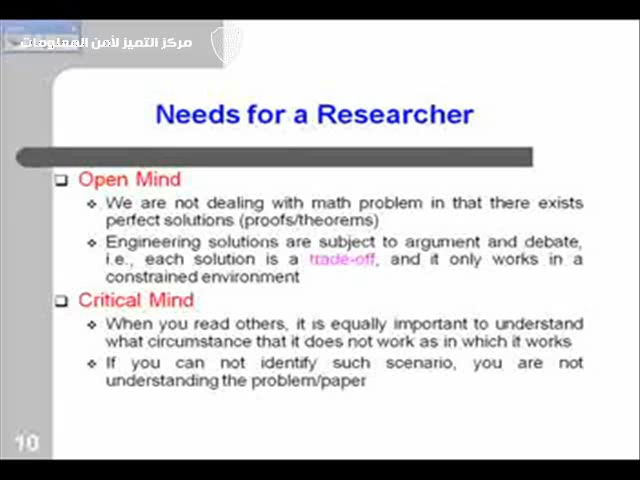 مركز التميز لأمن المعلومات
Needs for a Researcher
Open Mind
We are not dealing with math problem in that there exists
perfect solutions (proofs/theorems)
Engineering solutions are subject to argument and debate,
i.e., each solution is a trade-off, and it only works in a
constrained environment
Critical Mind
When you read others, it is equally important to understand
what circumstance that it does not work as in which it works
If you can not identify such scenario, you are not
understanding the problem/paper
10